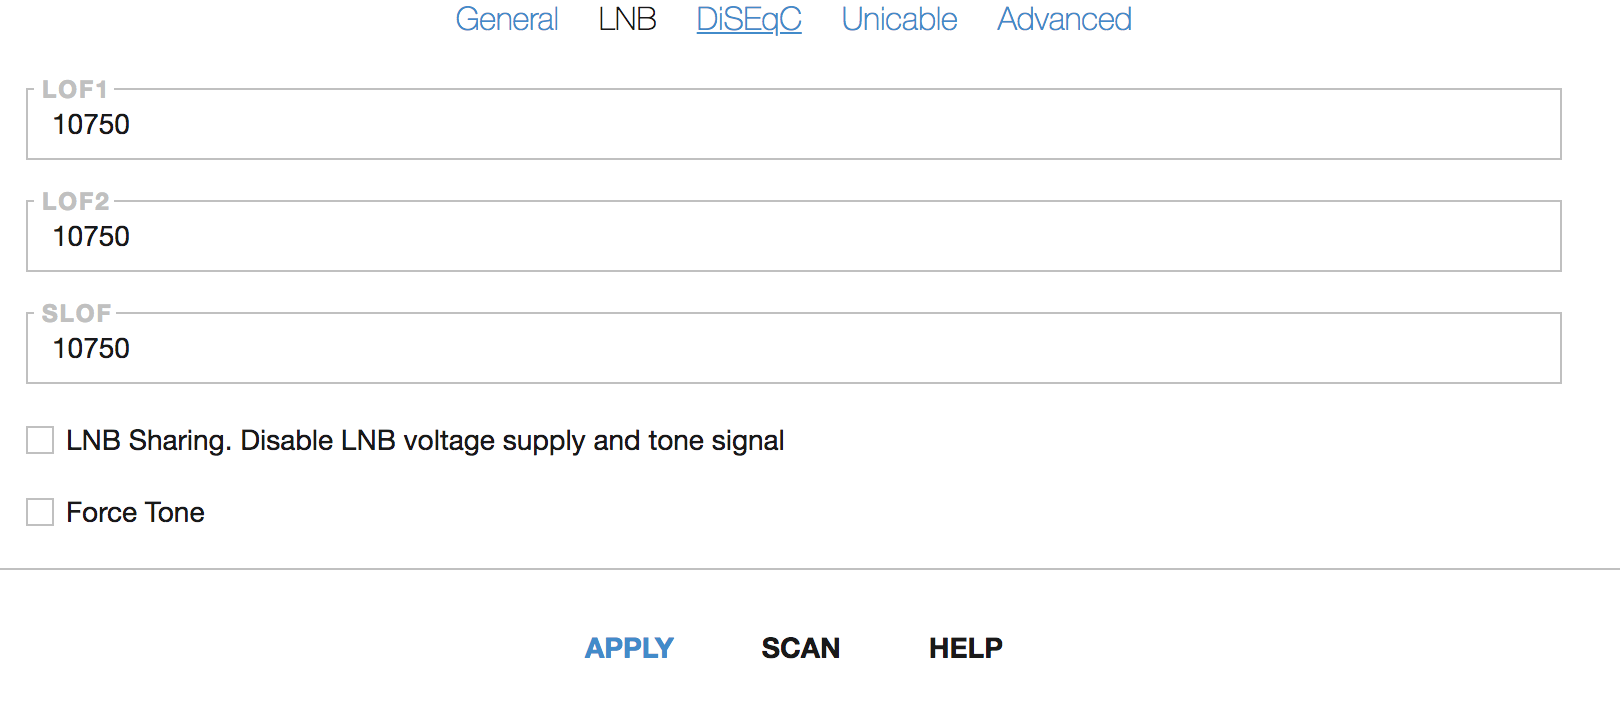 General LNB DiSEqC Unicable Advanced
LOF1
10750
LOF2
10750
SLOF
10750
LNB Sharing. Disable LNB voltage supply and tone signal
Force Tone
APPLY SCAN HELP